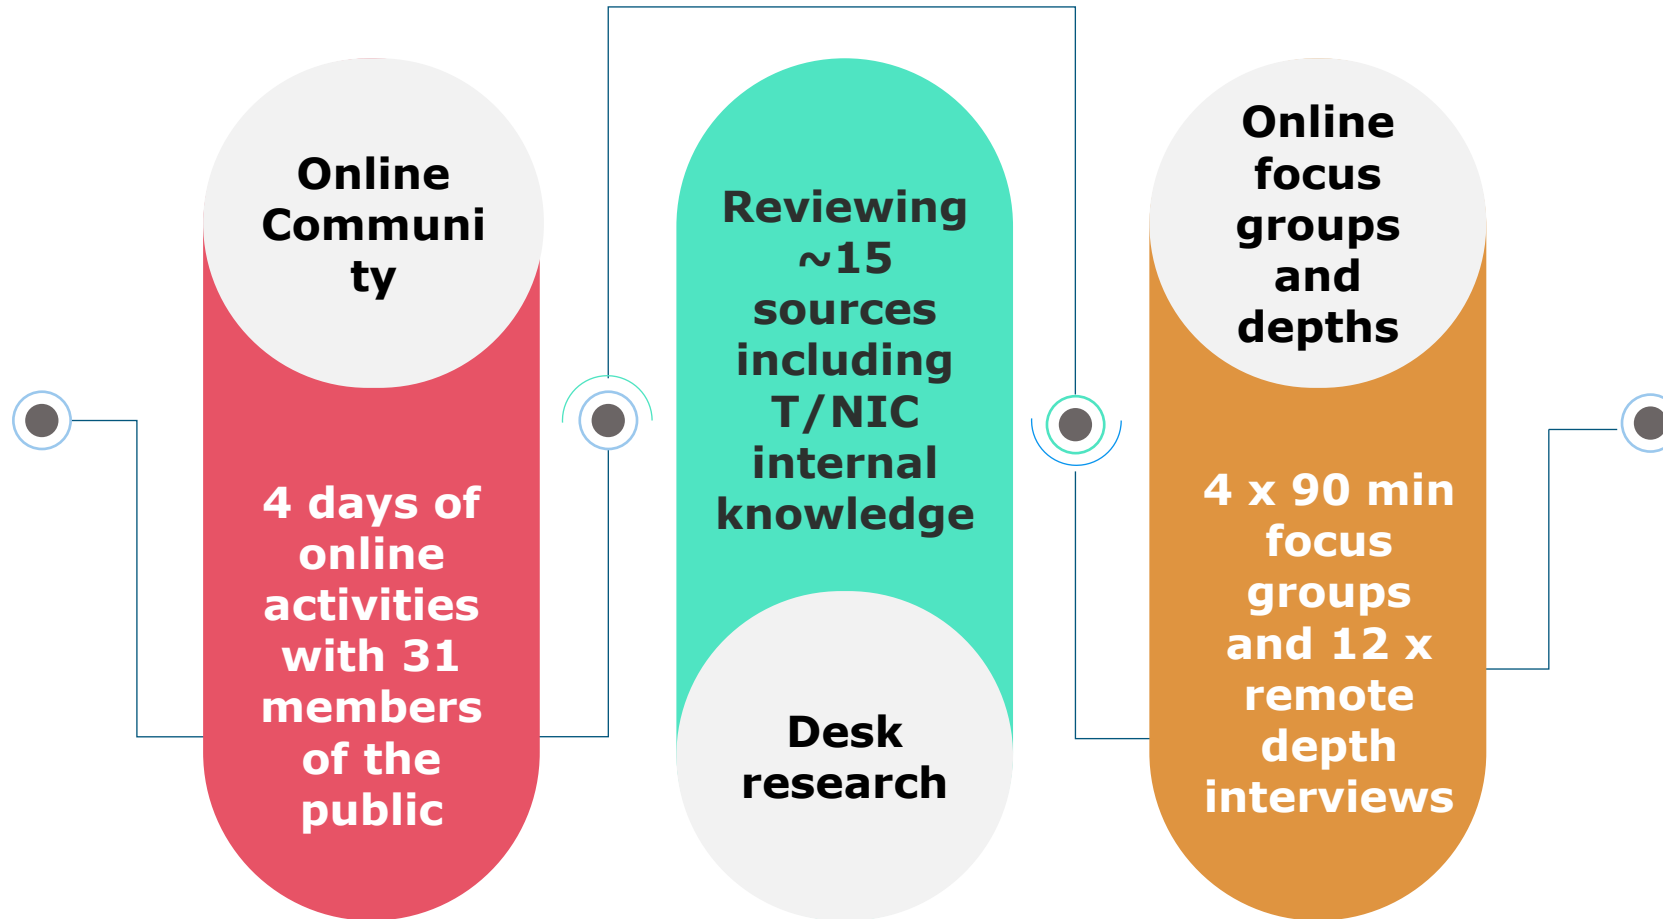 Online
Communi
ty
4 days of
online
activities
with 31
members
of the
public
Reviewing
~15
sources
including
T/NIC
internal
knowledge
Desk
research
Online
focus
groups
and
depths
4 x 90 min
focus
groups
and 12 x
remote
depth
interviews